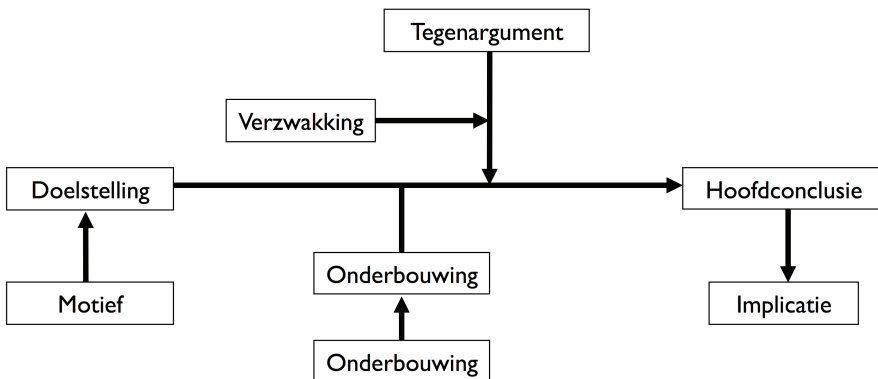 Tegenargument
Verzwakking
Doelstelling
Hoofdconclusie
Onderbouwing
Motief
Implicatie
Onderbouwing